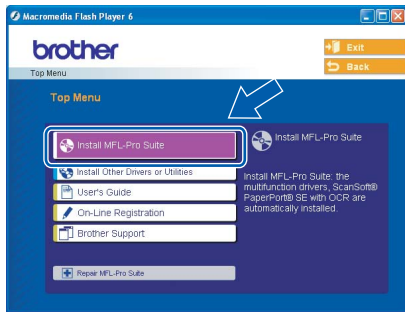 Macromedia Flash Player 6
brother
Exit
Back
Top Menu
Top Menu
Install MFL-Pro Suite
Install Other Drivers or Utilities
User's Guide
On-Line Registration
Brother Support
Repair MFL-Pro Suite
Install MFL-Pro Suite
Install MFL-Pro Suite: the
multifunction drivers, ScanSoft®
PaperPort® SE with OCR are
automatically installed.